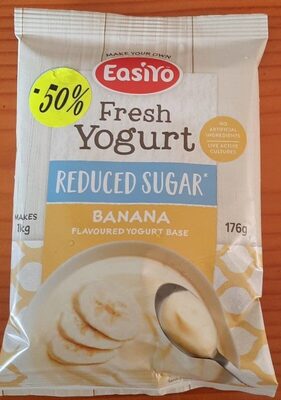 MAKE YOUR OWN
EasiYo
-50%
Fresh
Yogurt
NO
ARTIFICIAL
INGREDIENTS
LIVE ACTIVE
CULTURES
REDUCED SUGAR*
BANANA
FLAVOURED YOGURT BASE
MAKES
1kg
176g